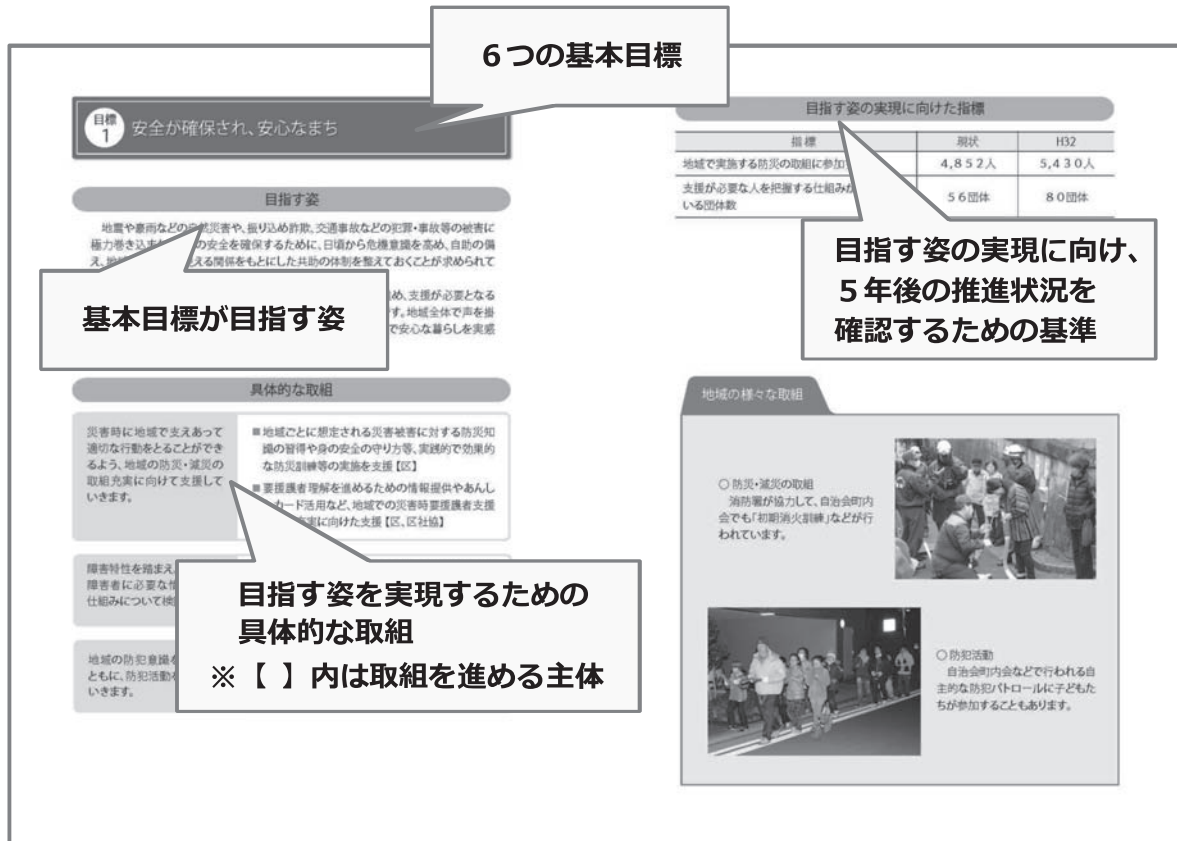 6つの基本目標
目標
1
安全が確保され、安心なまち
目指す姿
地震や豪雨などの自然災害や、振り込め詐欺、交通事故などの犯罪・事故等の被害に
極力巻き込ま の安全を確保するために、日頃から危機意識を高め、自助の備
え、地域 える関係をもとにした共助の体制を整えておくことが求められて
め、支援が必要となる
す。地域全体で声を掛
で安心な暮らしを実感
基本目標が目指す姿
具体的な取組
災害時に地域で支えあって
適切な行動をとることができ
るよう、地域の防災・減災の
取組充実に向けて支援して
いきます。
■地域ごとに想定される災害被害に対する防災知
識の習得や身の安全の守り方等、実践的で効果的
な防災訓練等の実施を支援【区】
■要援護者理解を進めるための情報提供やあんし
カード活用など、地域での災害時要援護者支援
充実に向けた支援【区、区社協】
障害特性を踏まえ
障害者に必要な
仕組みについて検
地域の防犯意識
ともに、防犯活動
いきます。
目指す姿を実現するための
具体的な取組
※【 】内は取組を進める主体
目指す姿の実現に向けた指標
指標 現状 H32
地域で実施する防災の取組に参加 4,852人 5,430人
支援が必要な人を把握する仕組みが
いる団体数 56団体 80団体
目指す姿の実現に向け、
5年後の推進状況を
確認するための基準
地域の様々な取組
○防災・減災の取組
消防署が協力して、自治会町内
会でも「初期消火訓練」などが行
われています。
○防犯活動
自治会町内会などで行われる自
主的な防犯パトロールに子どもた
ちが参加することもあります。